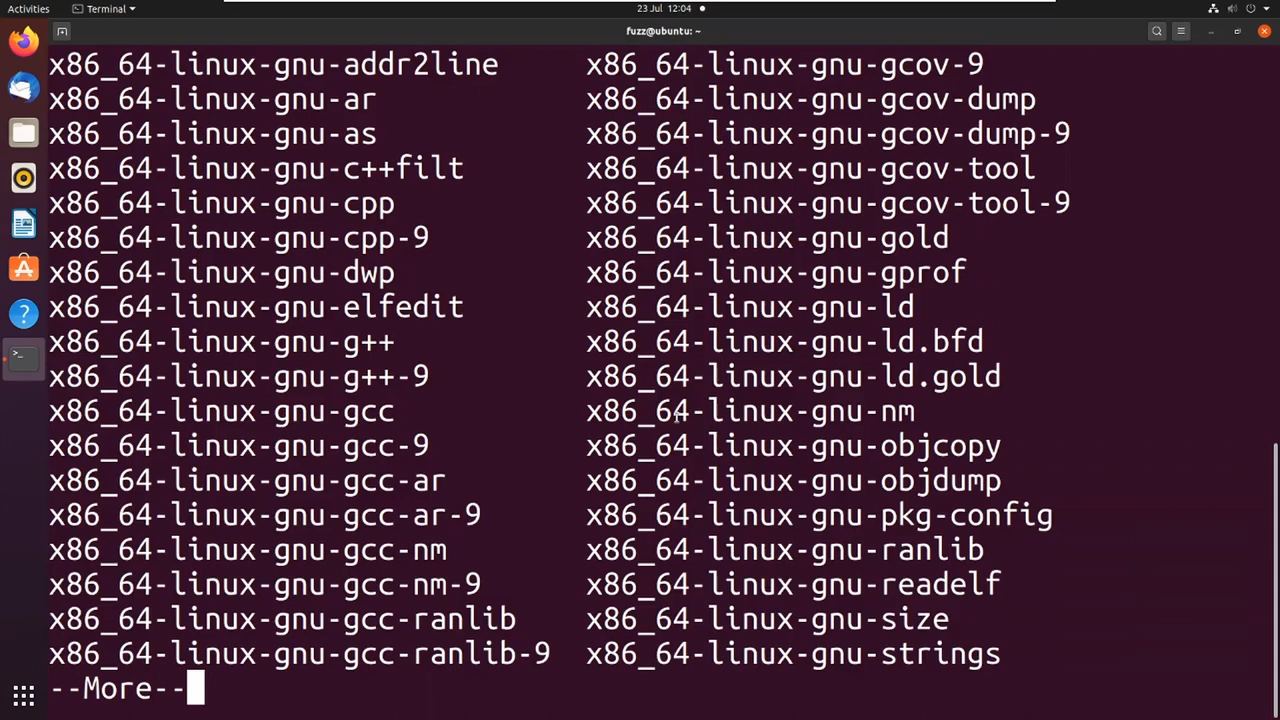 Activities
Terminal
23 Jul 12:04
fuzz@ubuntu: ~
x86_64-linux-gnu-addr2line x86_64-linux-gnu-gcov-9
x86_64-linux-gnu-ar x86_64-linux-gnu-gcov-dump
x86_64-linux-gnu-as x86_64-linux-gnu-gcov-dump-9
x86_64-linux-gnu-c++filt x86_64-linux-gnu-gcov-tool
x86_64-linux-gnu-cpp x86_64-linux-gnu-gcov-tool-9
x86_64-linux-gnu-cpp-9 x86_64-linux-gnu-gold
x86_64-linux-gnu-dwp x86_64-linux-gnu-gprof
x86_64-linux-gnu-elfedit x86_64-linux-gnu-ld
x86_64-linux-gnu-g++ x86_64-linux-gnu-ld.bfd
x86_64-linux-gnu-g++-9 x86_64-linux-gnu-ld.gold
x86_64-linux-gnu-gcc x86_64-linux-gnu-nm
x86_64-linux-gnu-gcc-9 x86_64-linux-gnu-objcopy
x86_64-linux-gnu-gcc-ar x86_64-linux-gnu-objdump
x86_64-linux-gnu-gcc-ar-9 x86_64-linux-gnu-pkg-config
x86_64-linux-gnu-gcc-nm x86_64-linux-gnu-ranlib
x86_64-linux-gnu-gcc-nm-9 x86_64-linux-gnu-readelf
x86_64-linux-gnu-gcc-ranlib x86_64-linux-gnu-size
x86_64-linux-gnu-gcc-ranlib-9 x86_64-linux-gnu-strings
--More--